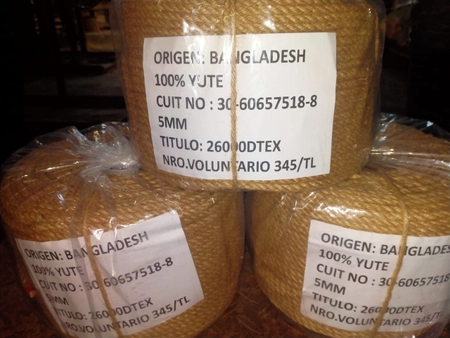 ORIGEN: BANGLADESH
100% YUTE
CUIT NO : 30-60657518-8
5MM
TITULO: 26000DTEX
NRO.VOLUNTARIO 345/TL
ORIGEN: BANGLADESH
100% YUTE
CUIT NO : 30-60657518-8
5MM
TITULO: 26000DTEX
NRO.VOLUNTARIO 345/TL
ORIGEN: BANGLADES
100% YUTE
CUIT NO : 30-60657518
5MM
TITULO: 26000DTEX
NRO.VOLUNTARIO 345/TL